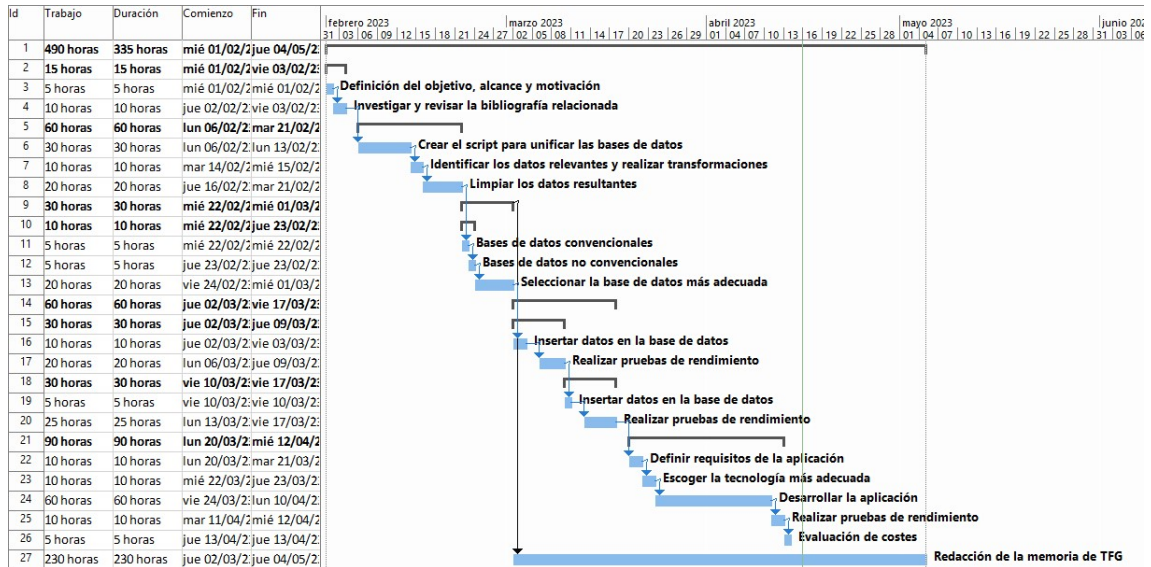 Id Trabajo Duración Comienzo Fin febrero 2023 marzo 2023 abril 2023 mayo 2023 junio 202
31 03 06 09 12 15 18 21 24 27 02 05 08 11 14 17 20 23 26 29 01 04 07 10 13 16 19 22 25 28 01 04 07 10 13 16 19 22 25 28 31 03 06
1 490 horas 335 horas mié 01/02/2 jue 04/05/2
2 15 horas 15 horas mié 01/02/2 vie 03/02/2
3 5 horas 5 horas mié 01/02/2 mié 01/02/2 Definición del objetivo, alcance y motivación
4 10 horas 10 horas jue 02/02/2 vie 03/02/2 Investigar y revisar la bibliografía relacionada
5 60 horas 60 horas lun 06/02/2 mar 21/02/2
6 30 horas 30 horas lun 06/02/2 lun 13/02/2 Crear el script para unificar las bases de datos
7 10 horas 10 horas mar 14/02/2 mié 15/02/2 Identificar los datos relevantes y realizar transformaciones
8 20 horas 20 horas jue 16/02/2 mar 21/02/2 Limpiar los datos resultantes
9 30 horas 30 horas mié 22/02/2 mié 01/03/2
10 10 horas 10 horas mié 22/02/2 jue 23/02/2
11 5 horas 5 horas mié 22/02/2 mié 22/02/2 Bases de datos convencionales
12 5 horas 5 horas jue 23/02/2 jue 23/02/2 Bases de datos no convencionales
13 20 horas 20 horas vie 24/02/2 mié 01/03/2 Seleccionar la base de datos más adecuada
14 60 horas 60 horas jue 02/03/2 vie 17/03/2
15 30 horas 30 horas jue 02/03/2 jue 09/03/2
16 10 horas 10 horas jue 02/03/2 vie 03/03/2 Insertar datos en la base de datos
17 20 horas 20 horas lun 06/03/2 jue 09/03/2 Realizar pruebas de rendimiento
18 30 horas 30 horas vie 10/03/2 vie 17/03/2
19 5 horas 5 horas vie 10/03/2 vie 10/03/2 Insertar datos en la base de datos
20 25 horas 25 horas lun 13/03/2 vie 17/03/2 Realizar pruebas de rendimiento
21 90 horas 90 horas lun 20/03/2 mié 12/04/2
22 10 horas 10 horas lun 20/03/2 mar 21/03/2 Definir requisitos de la aplicación
23 10 horas 10 horas mié 22/03/2 jue 23/03/2 Escoger la tecnología más adecuada
24 60 horas 60 horas vie 24/03/2 lun 10/04/2 Desarrollar la aplicación
25 10 horas 10 horas mar 11/04/2 mié 12/04/2 Realizar pruebas de rendimiento
26 5 horas 5 horas jue 13/04/2 jue 13/04/2 Evaluación de costes
27 230 horas 230 horas jue 02/03/2 jue 04/05/2 Redacción de la memoria de TFG